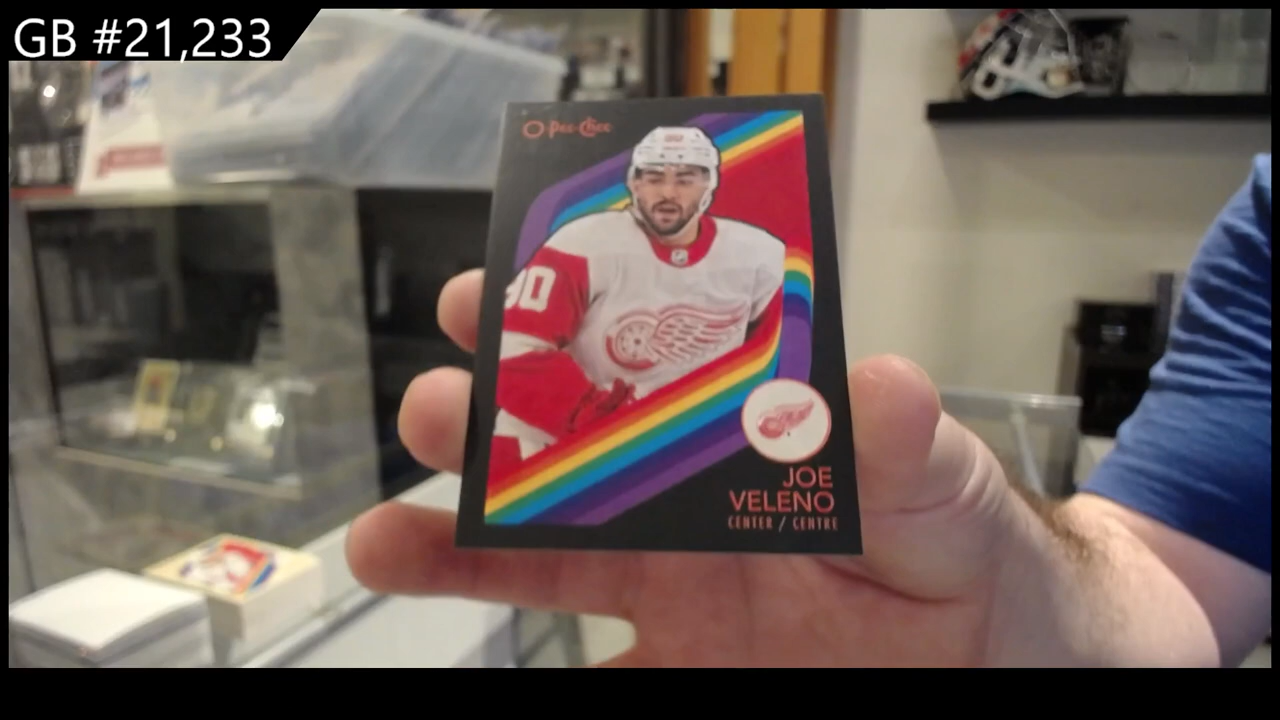 GB #21,233
O-Pee-Chee
90
JOE
VELENO
CENTER / CENTRE